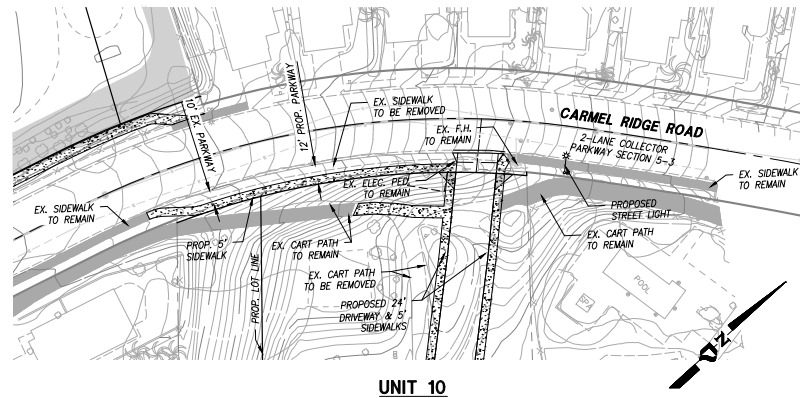 EX. SIDEWALK
TO BE REMOVED
12' PROP. PARKWAY
10' EX. PARKWAY
CARMEL RIDGE ROAD
2-LANE COLLECTOR
PARKWAY SECTION 5-3
EX. F.H.
TO REMAIN
EX. SIDEWALK
TO REMAIN
EX. ELEC. PED.
TO REMAIN
EX. SIDEWALK
TO REMAIN
PROPOSED
STREET LIGHT
PROP. 5'
SIDEWALK
EX. CART PATH
TO REMAIN
EX. CART PATH
TO REMAIN
PROP. LOT LINE
EX. CART PATH
TO BE REMOVED
PROPOSED 24'
DRIVEWAY & 5'
SIDEWALKS
POOL
SPA
N
UNIT 10